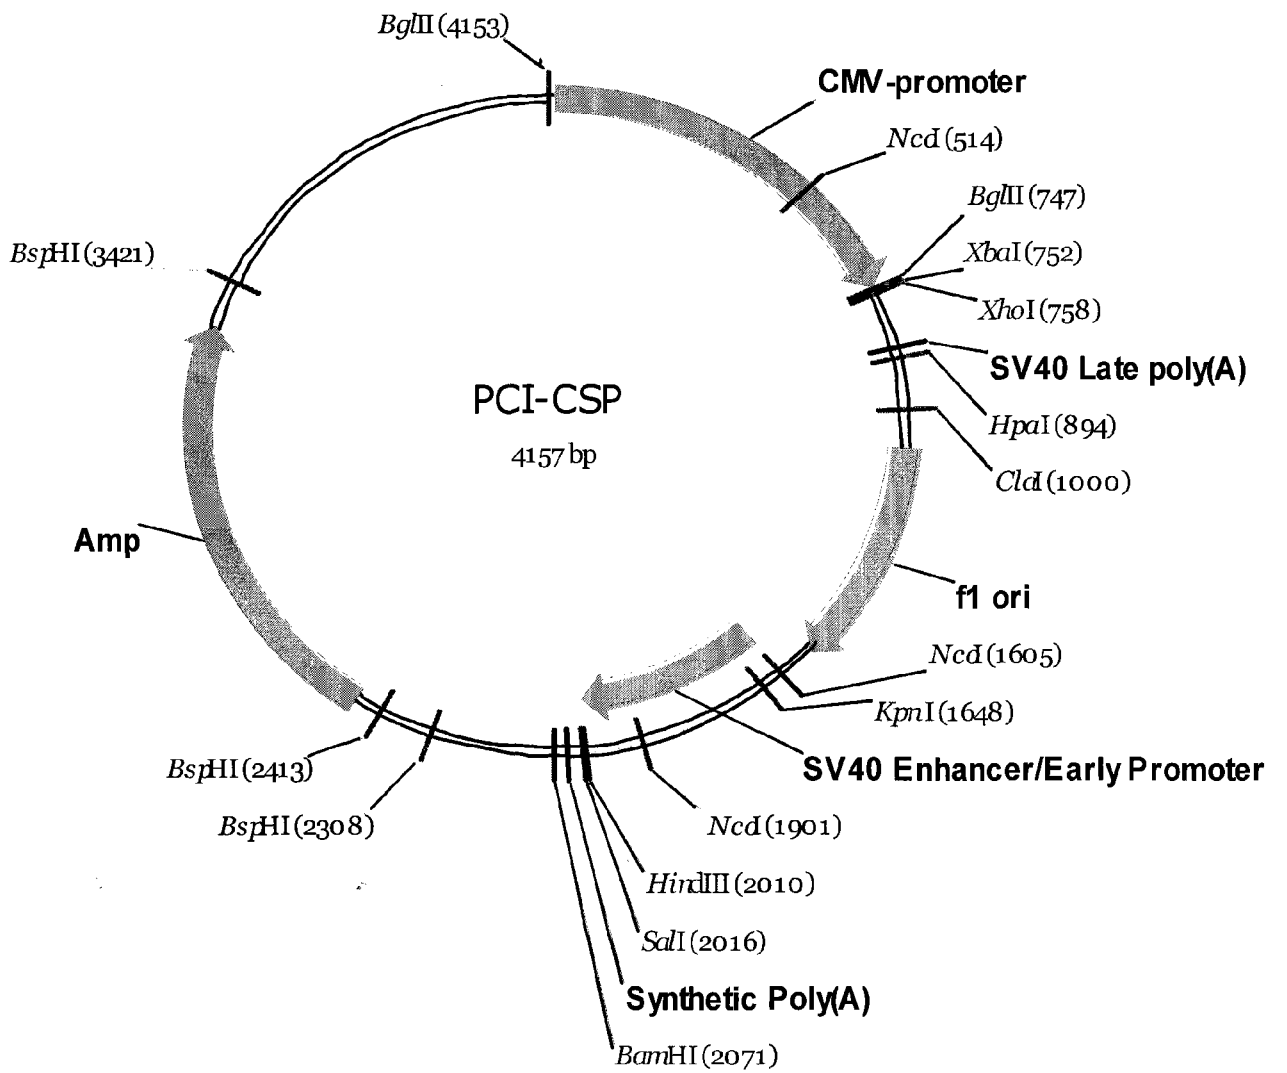 BglII(4153)
CMV-promoter
NcoI(514)
BglII(747)
XbaI(752)
XhoI(758)
SV40 Late poly(A)
HpaI(894)
ClaI(1000)
f1 ori
NcoI(1605)
KpnI(1648)
SV40 Enhancer/Early Promoter
NcoI(1901)
HindIII(2010)
SalI(2016)
Synthetic Poly(A)
BamHI(2071)
BspHI(2308)
BspHI(2413)
Amp
BspHI(3421)
PCI-CSP
4157bp